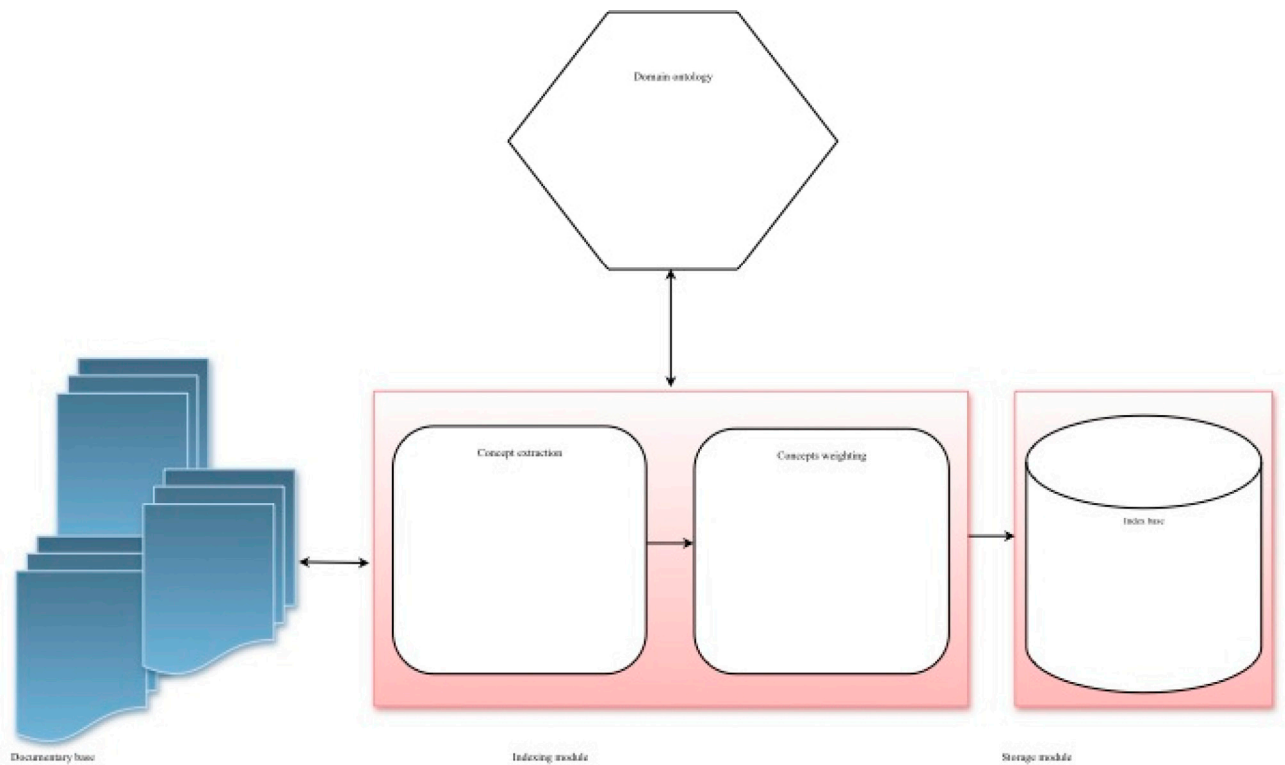 Domain ontology
Concept extraction
Concepts weighting
Index base
Documentary base
Indexing module
Storage module